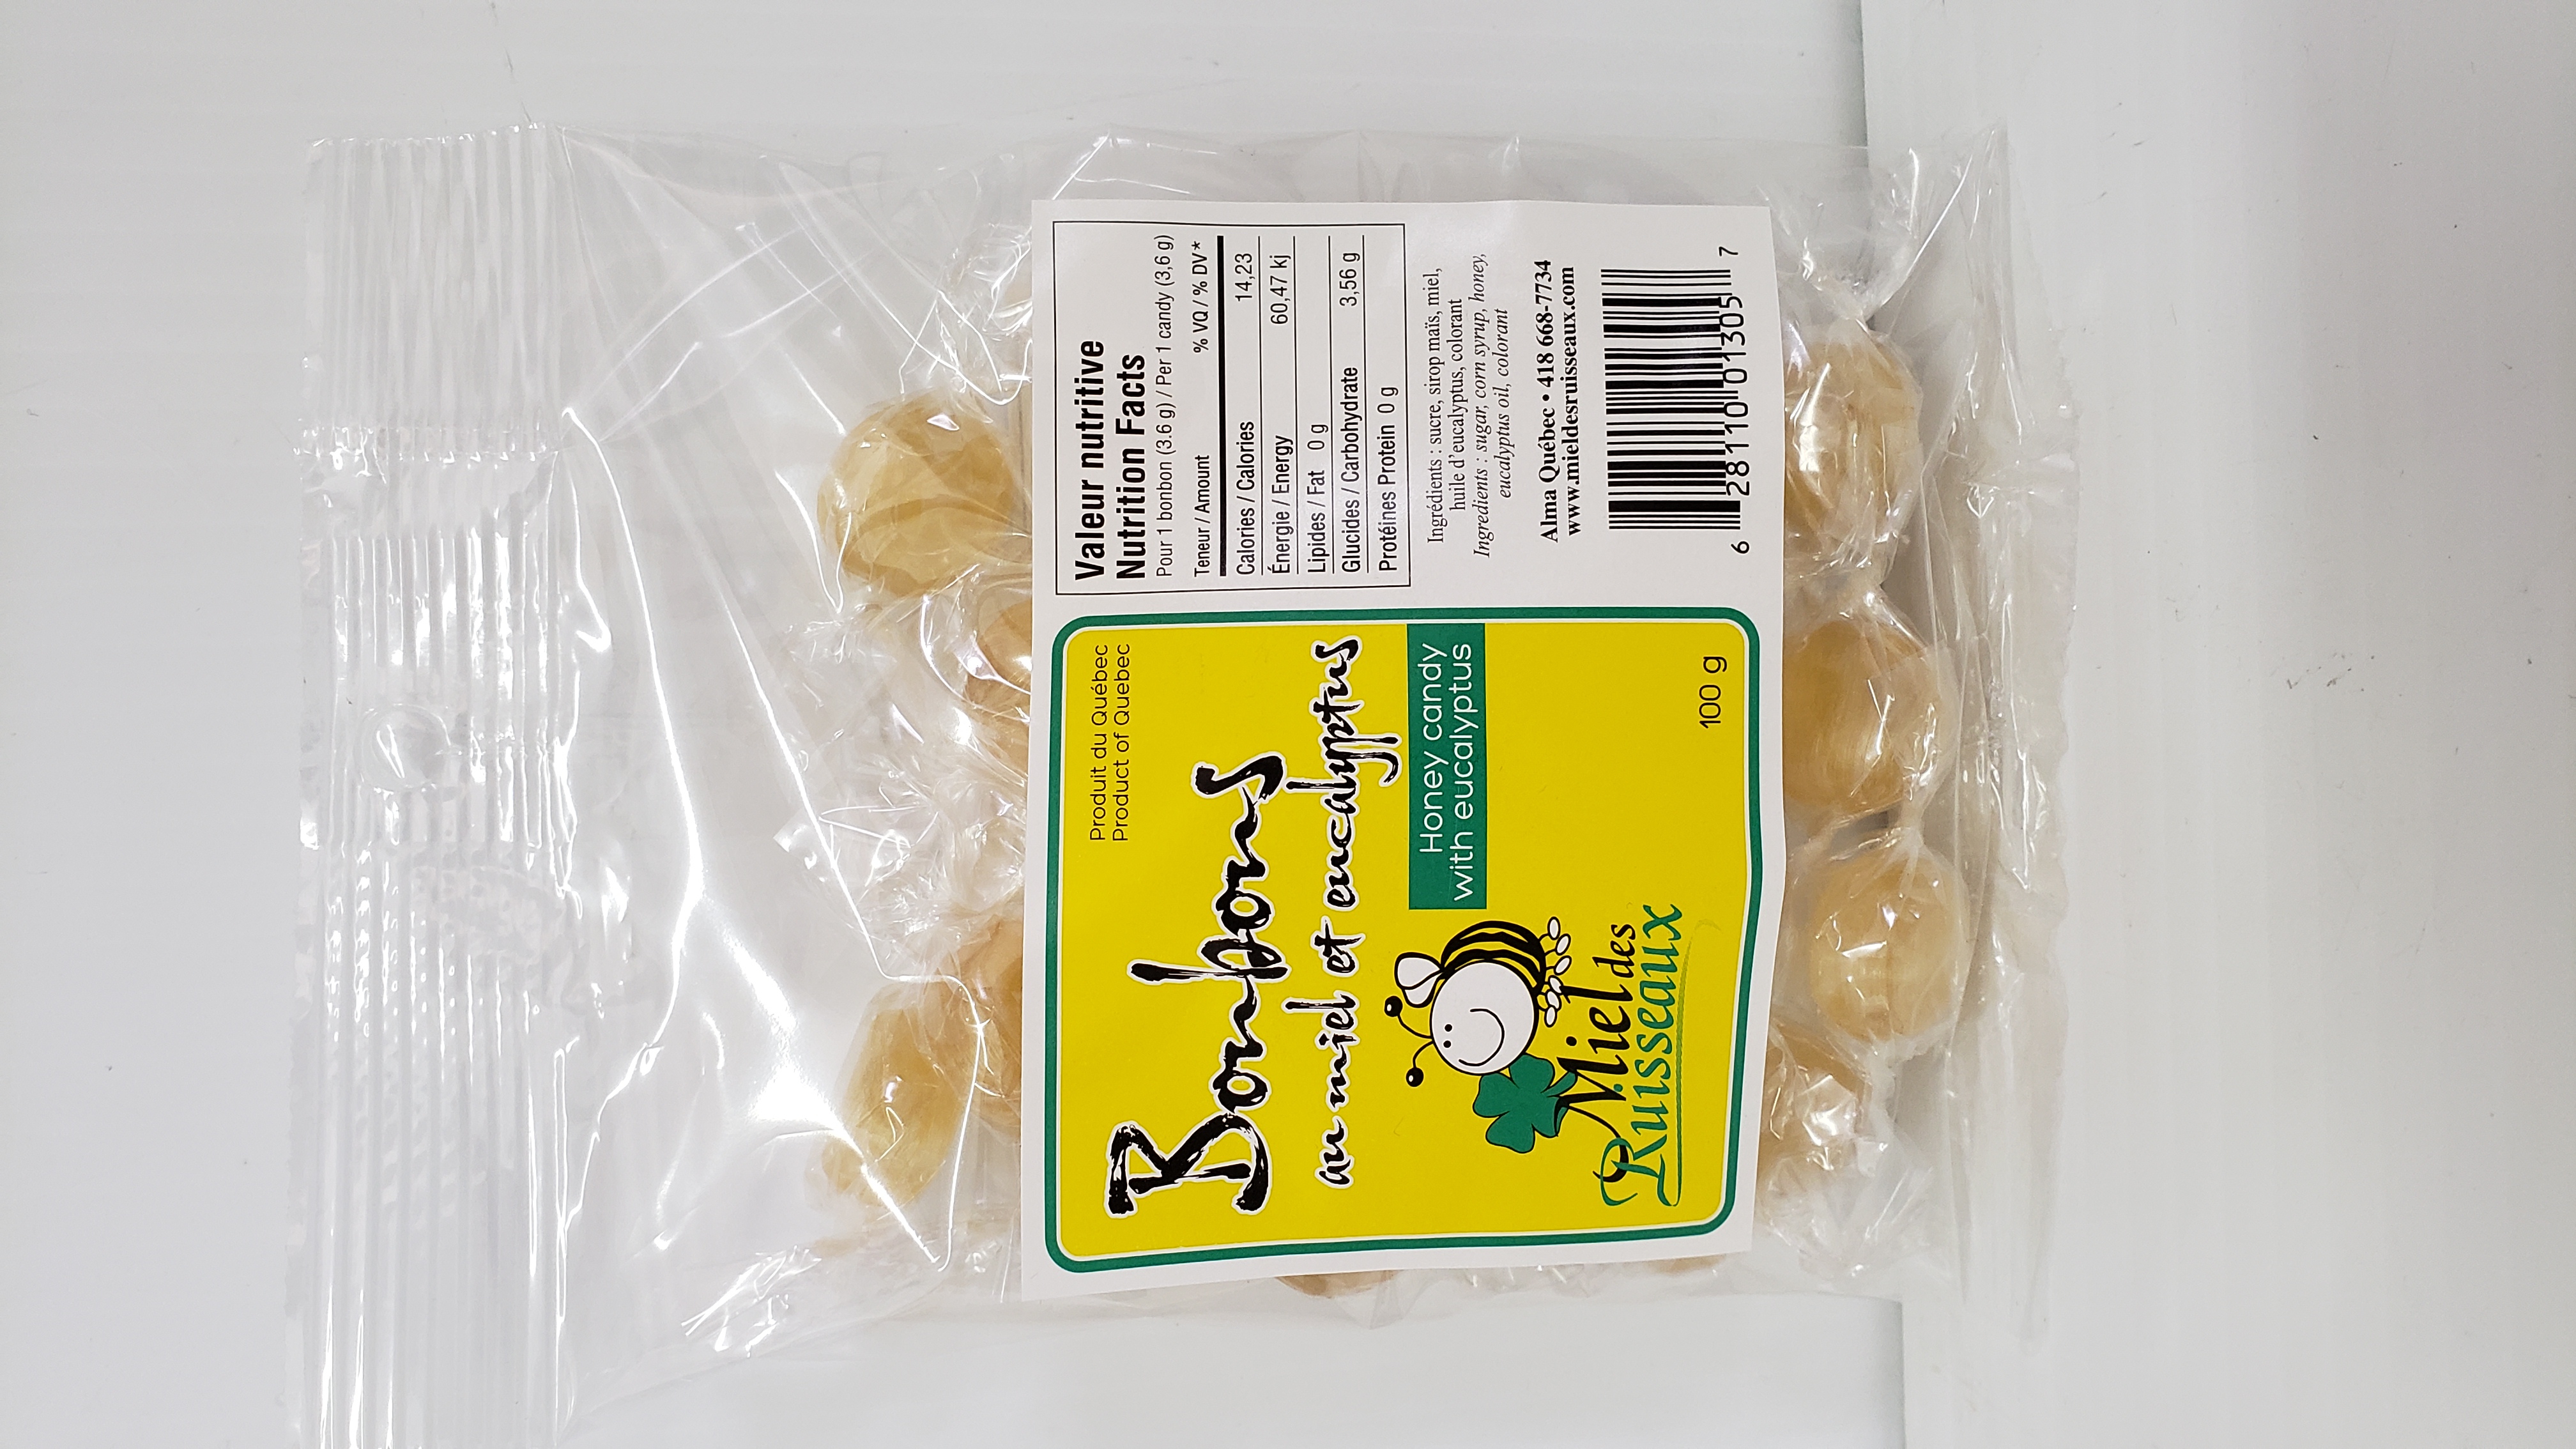 Produit du Québec
Product of Quebec
Bonbons
au miel et eucalyptus
Honey candy
with eucalyptus
Miel des
Ruisseaux
100 g
Valeur nutritive
Nutrition Facts
Pour 1 bonbon (3.6 g) / Per 1 candy (3,6 g)
Teneur / Amount % VQ / % DV*
Calories / Calories 14,23
Énergie / Energy 60,47 kj
Lipides / Fat 0 g
Glucides / Carbohydrate 3,56 g
Protéines Protein 0 g
Ingrédients : sucre, sirop maïs, miel,
huile d'eucalyptus, colorant
Ingredients : sugar, corn syrup, honey,
eucalyptus oil, colorant
Alma Québec • 418 668-7734
www.mieldesruisseaux.com
6 28110 01305 7